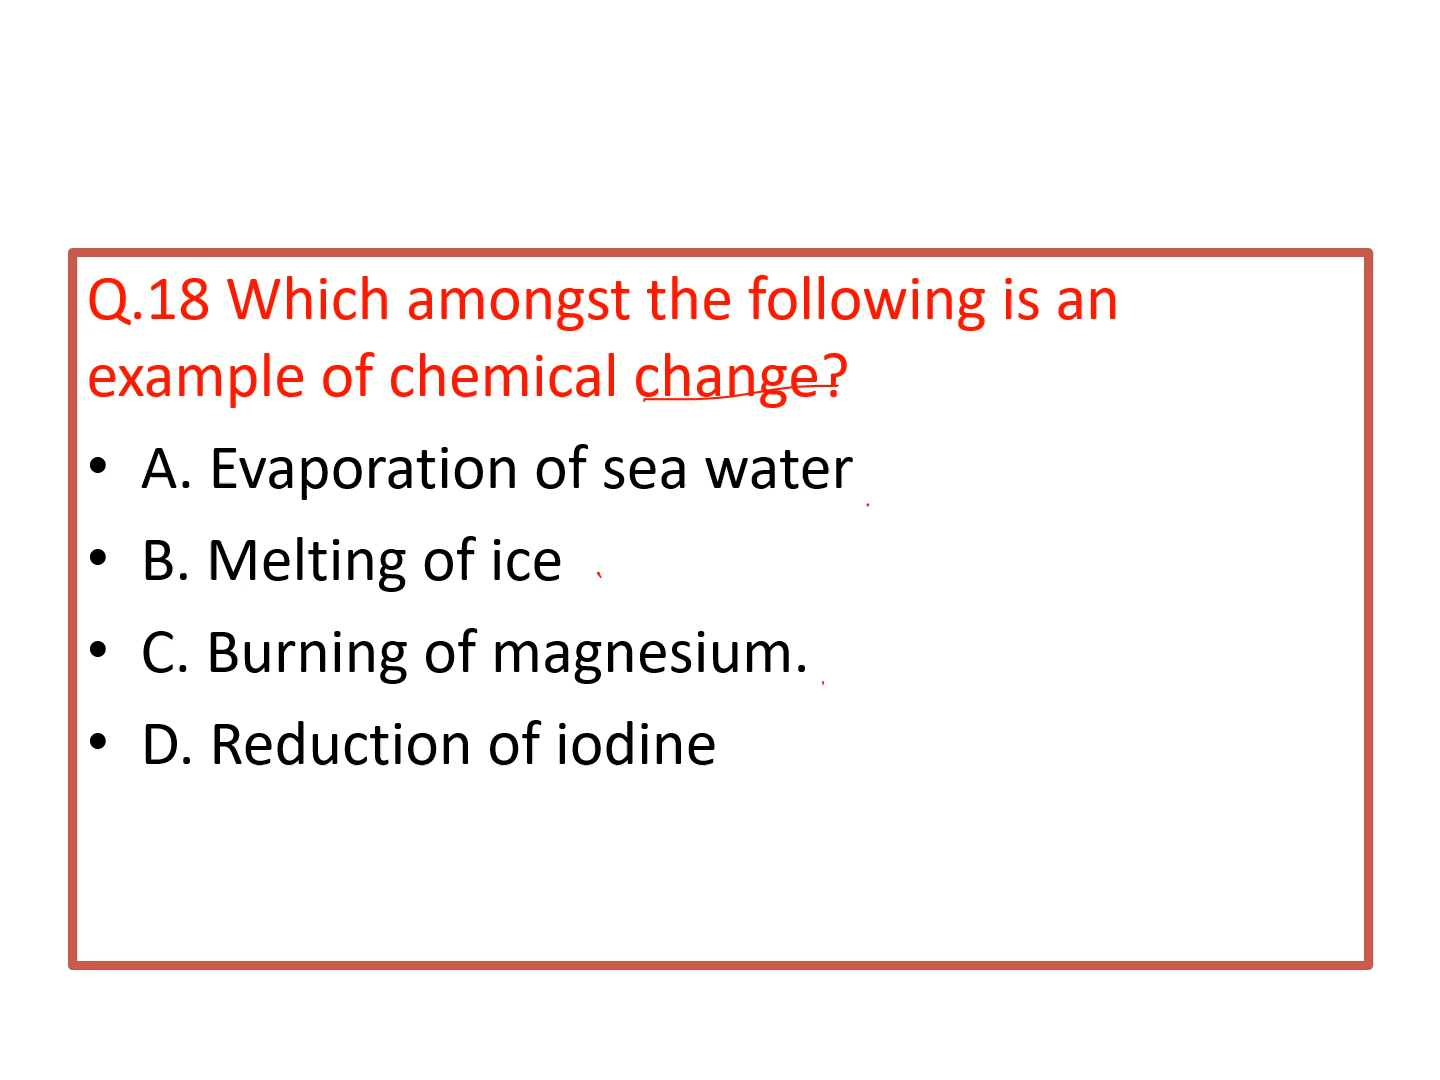 Q.18 Which amongst the following is an
example of chemical change?
• A. Evaporation of sea water
• B. Melting of ice
• C. Burning of magnesium.
• D. Reduction of iodine